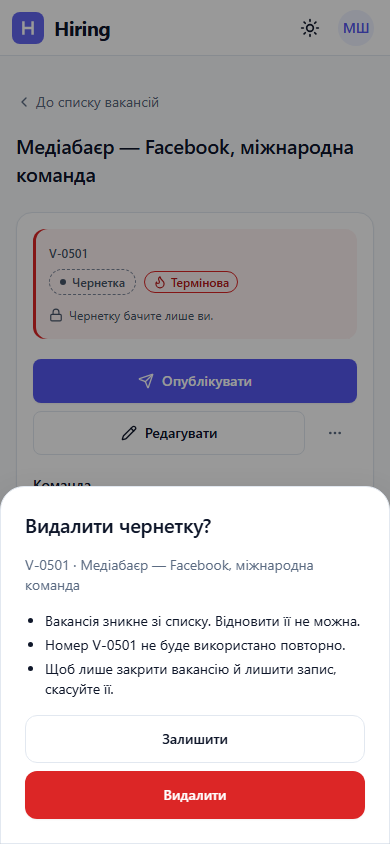 H Hiring
МШ
До списку вакансій
Медіабаєр — Facebook, міжнародна
команда
V-0501
Чернетка
Термінова
Чернетку бачите лише ви.
Опублікувати
Редагувати
Команда
Видалити чернетку?
V-0501 · Медіабаєр — Facebook, міжнародна
команда
• Вакансія зникне зі списку. Відновити її не можна.
• Номер V-0501 не буде використано повторно.
• Щоб лише закрити вакансію й лишити запис,
скасуйте її.
Залишити
Видалити